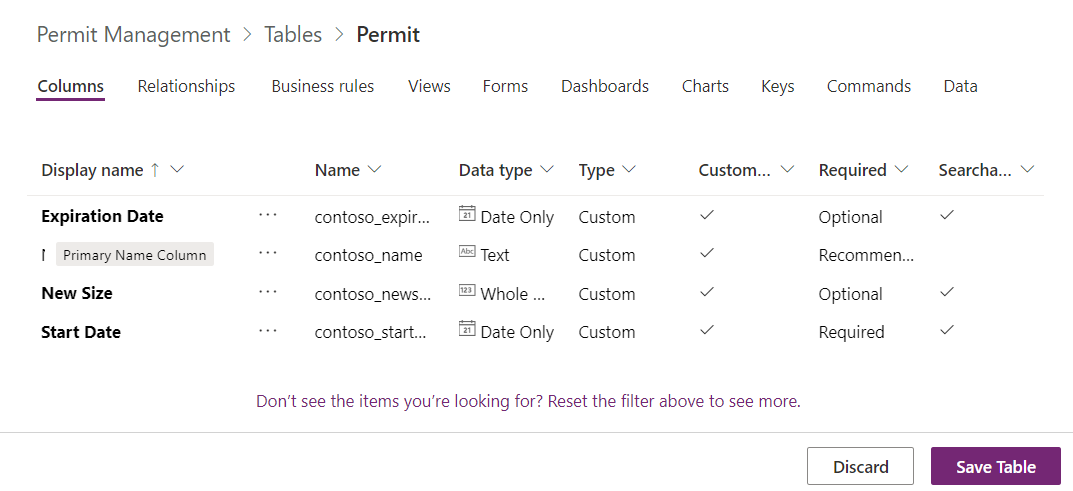 Permit Management > Tables > Permit
Columns Relationships Business rules Views Forms Dashboards Charts Keys Commands Data
Display name ↑ Name Data type Type Custom... Required Searcha...
Expiration Date ... contoso_expir... 21 Date Only Custom ✓ Optional ✓
Primary Name Column ... contoso_name Abc Text Custom ✓ Recommen...
New Size ... contoso_news... 123 Whole ... Custom ✓ Optional ✓
Start Date ... contoso_start... 21 Date Only Custom ✓ Required ✓
Don’t see the items you’re looking for? Reset the filter above to see more.
Discard Save Table